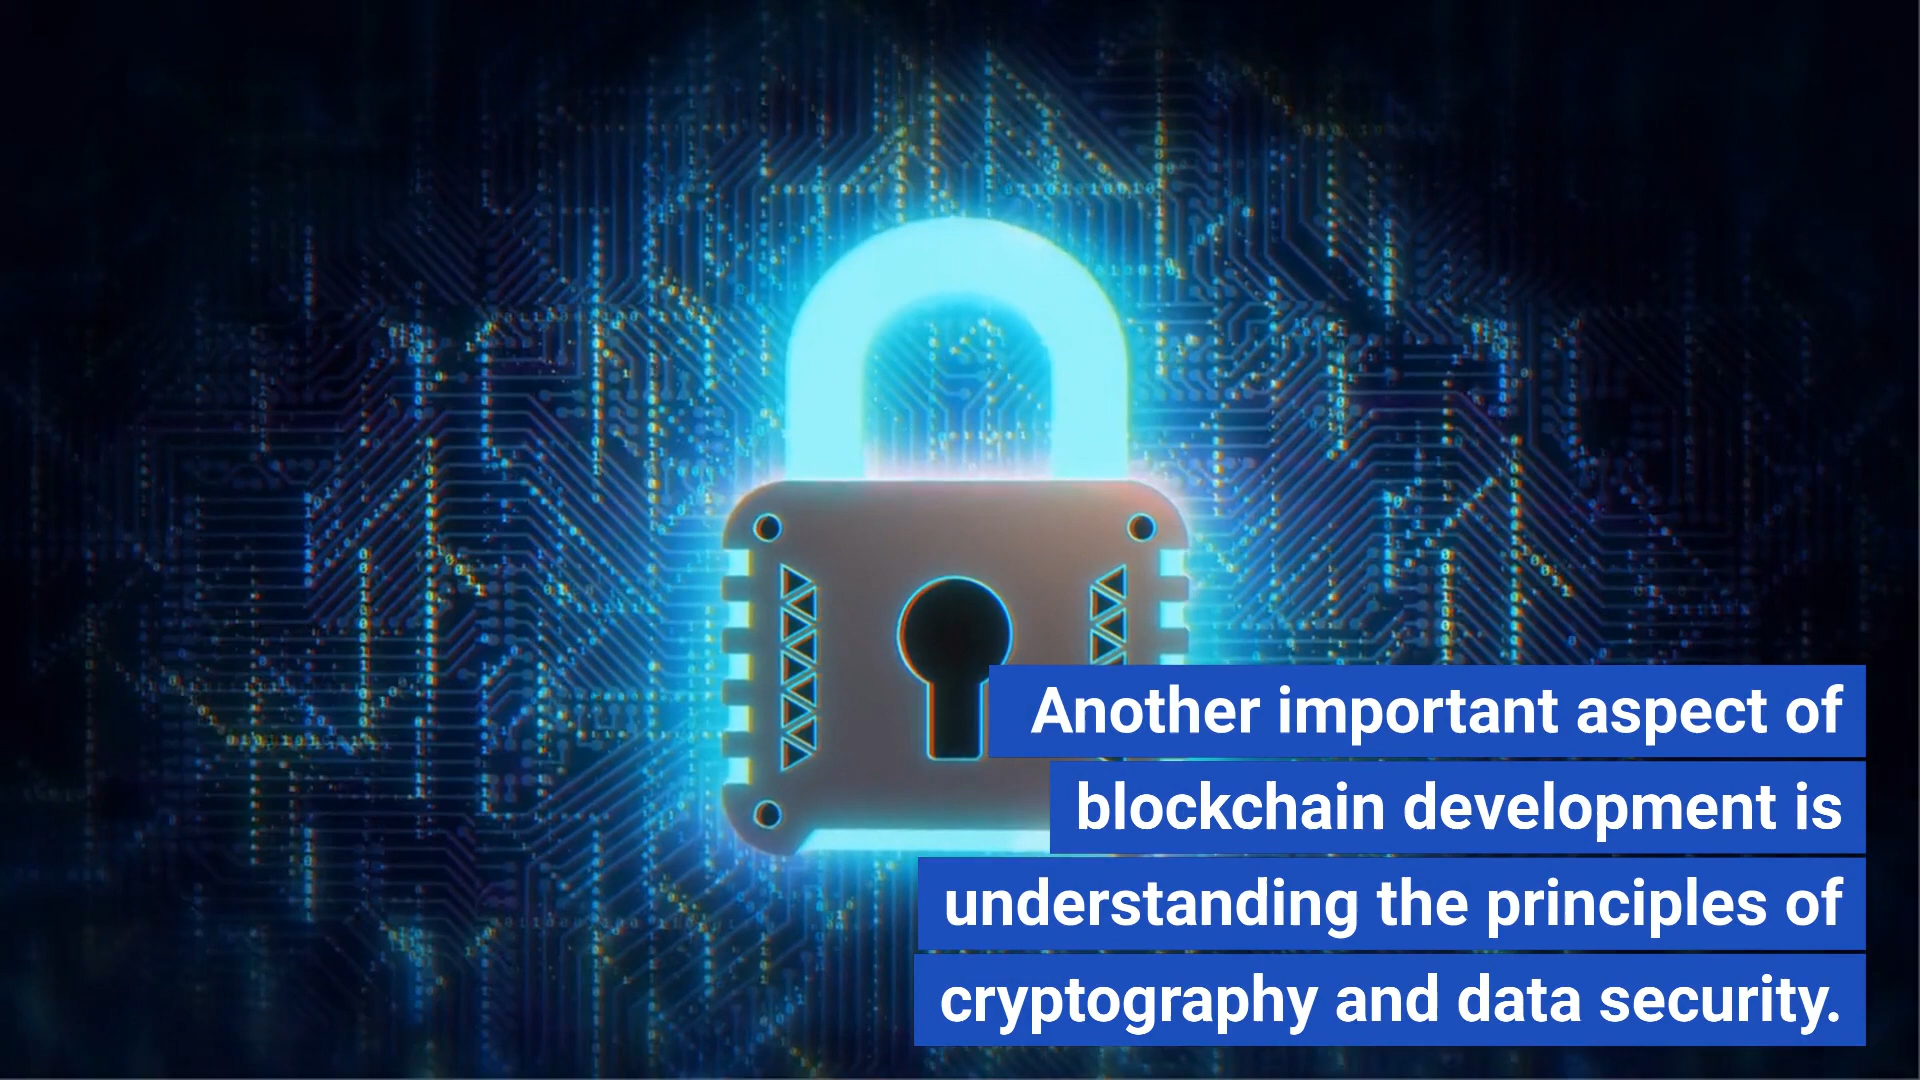 Another important aspect of
blockchain development is
understanding the principles of
cryptography and data security.